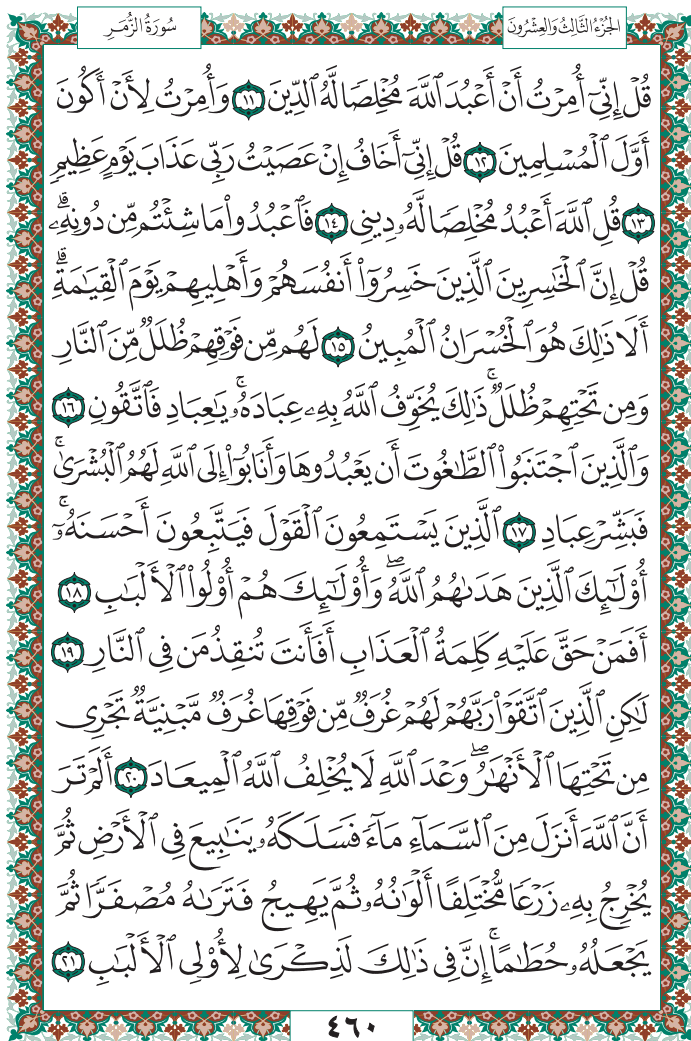 سُورَةُ الزُّمَرِ
الجُزْءُ الثَّالِثُ وَالعِشْرُونَ
قُلْ إِنِّيٓ أُمِرْتُ أَنْ أَعْبُدَ ٱللَّهَ مُخْلِصًا لَّهُ ٱلدِّينَ ١١ وَأُمِرْتُ لِأَنْ أَكُونَ
أَوَّلَ ٱلْمُسْلِمِينَ ١٢ قُلْ إِنِّيٓ أَخَافُ إِنْ عَصَيْتُ رَبِّي عَذَابَ يَوْمٍ عَظِيمٍ
١٣ قُلِ ٱللَّهَ أَعْبُدُ مُخْلِصًا لَّهُۥ دِينِي ١٤ فَٱعْبُدُوا۟ مَا شِئْتُم مِّن دُونِهِۦۗ
قُلْ إِنَّ ٱلْخَٰسِرِينَ ٱلَّذِينَ خَسِرُوٓا۟ أَنفُسَهُمْ وَأَهْلِيهِمْ يَوْمَ ٱلْقِيَٰمَةِۗ
أَلَا ذَٰلِكَ هُوَ ٱلْخُسْرَانُ ٱلْمُبِينُ ١٥ لَهُم مِّن فَوْقِهِمْ ظُلَلٌ مِّنَ ٱلنَّارِ
وَمِن تَحْتِهِمْ ظُلَلٌۚ ذَٰلِكَ يُخَوِّفُ ٱللَّهُ بِهِۦ عِبَادَهُۥۚ يَٰعِبَادِ فَٱتَّقُونِ ١٦
وَٱلَّذِينَ ٱجْتَنَبُوا۟ ٱلطَّٰغُوتَ أَن يَعْبُدُوهَا وَأَنَابُوٓا۟ إِلَى ٱللَّهِ لَهُمُ ٱلْبُشْرَىٰۚ
فَبَشِّرْ عِبَادِ ١٧ ٱلَّذِينَ يَسْتَمِعُونَ ٱلْقَوْلَ فَيَتَّبِعُونَ أَحْسَنَهُۥٓۚ
أُو۟لَٰٓئِكَ ٱلَّذِينَ هَدَىٰهُمُ ٱللَّهُۖ وَأُو۟لَٰٓئِكَ هُمْ أُو۟لُوا۟ ٱلْأَلْبَٰبِ ١٨
أَفَمَنْ حَقَّ عَلَيْهِ كَلِمَةُ ٱلْعَذَابِ أَفَأَنتَ تُنقِذُ مَن فِي ٱلنَّارِ ١٩
لَٰكِنِ ٱلَّذِينَ ٱتَّقَوْا۟ رَبَّهُمْ لَهُمْ غُرَفٌ مِّن فَوْقِهَا غُرَفٌ مَّبْنِيَّةٌ تَجْرِي
مِن تَحْتِهَا ٱلْأَنْهَٰرُۖ وَعْدَ ٱللَّهِ لَا يُخْلِفُ ٱللَّهُ ٱلْمِيعَادَ ٢٠ أَلَمْ تَرَ
أَنَّ ٱللَّهَ أَنزَلَ مِنَ ٱلسَّمَآءِ مَآءً فَسَلَكَهُۥ يَنَٰبِيعَ فِي ٱلْأَرْضِ ثُمَّ
يُخْرِجُ بِهِۦ زَرْعًا مُّخْتَلِفًا أَلْوَٰنُهُۥ ثُمَّ يَهِيجُ فَتَرَىٰهُ مُصْفَرًّا ثُمَّ
يَجْعَلُهُۥ حُطَٰمًاۚ إِنَّ فِي ذَٰلِكَ لَذِكْرَىٰ لِأُو۟لِي ٱلْأَلْبَٰبِ ٢١
٤٦٠